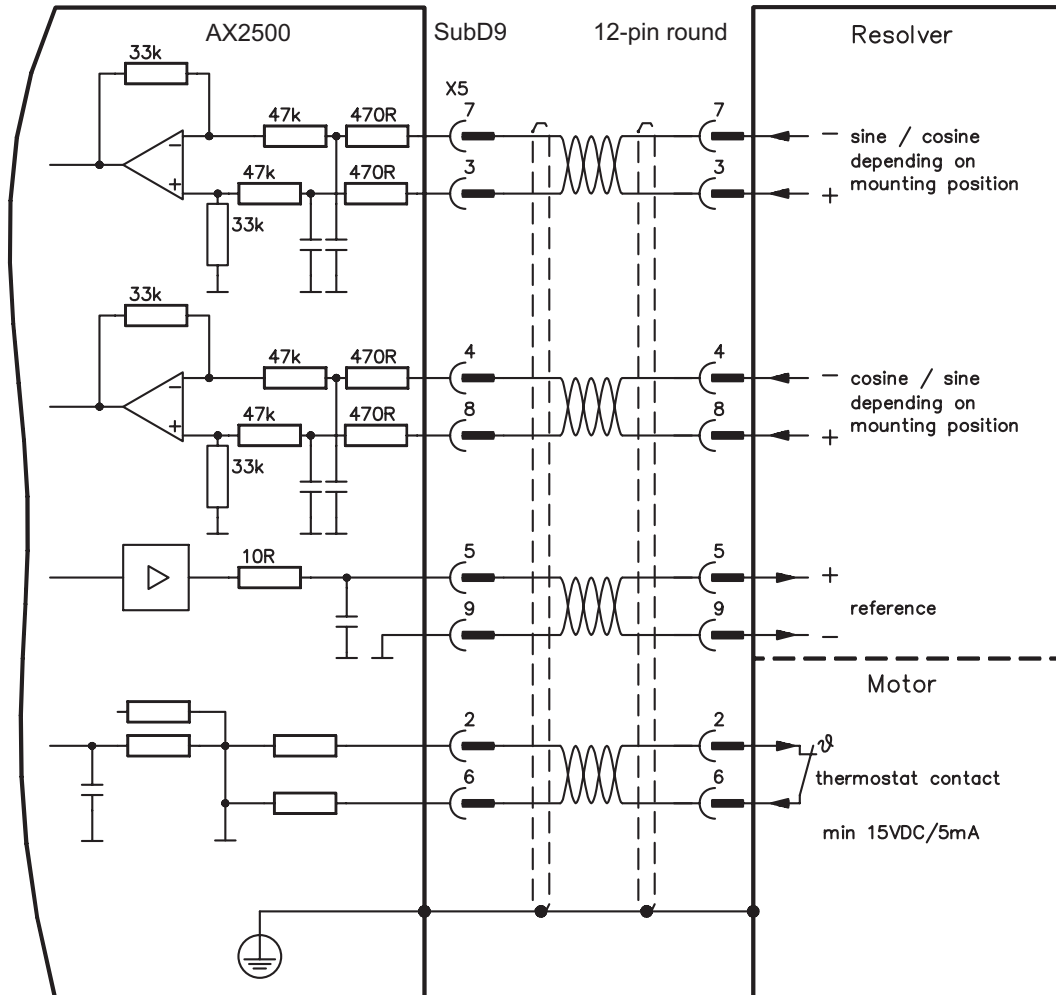 AX2500
SubD9
12-pin round
Resolver
33k
47k
470R
X5
7
7
− sine / cosine
depending on
mounting position
+
−
+
47k
470R
3
3
33k
33k
47k
470R
4
4
− cosine / sine
depending on
mounting position
+
−
+
47k
470R
8
8
33k
10R
5
5
+
reference
9
9
−
Motor
2
2
ϑ
thermostat contact
6
6
min 15VDC/5mA